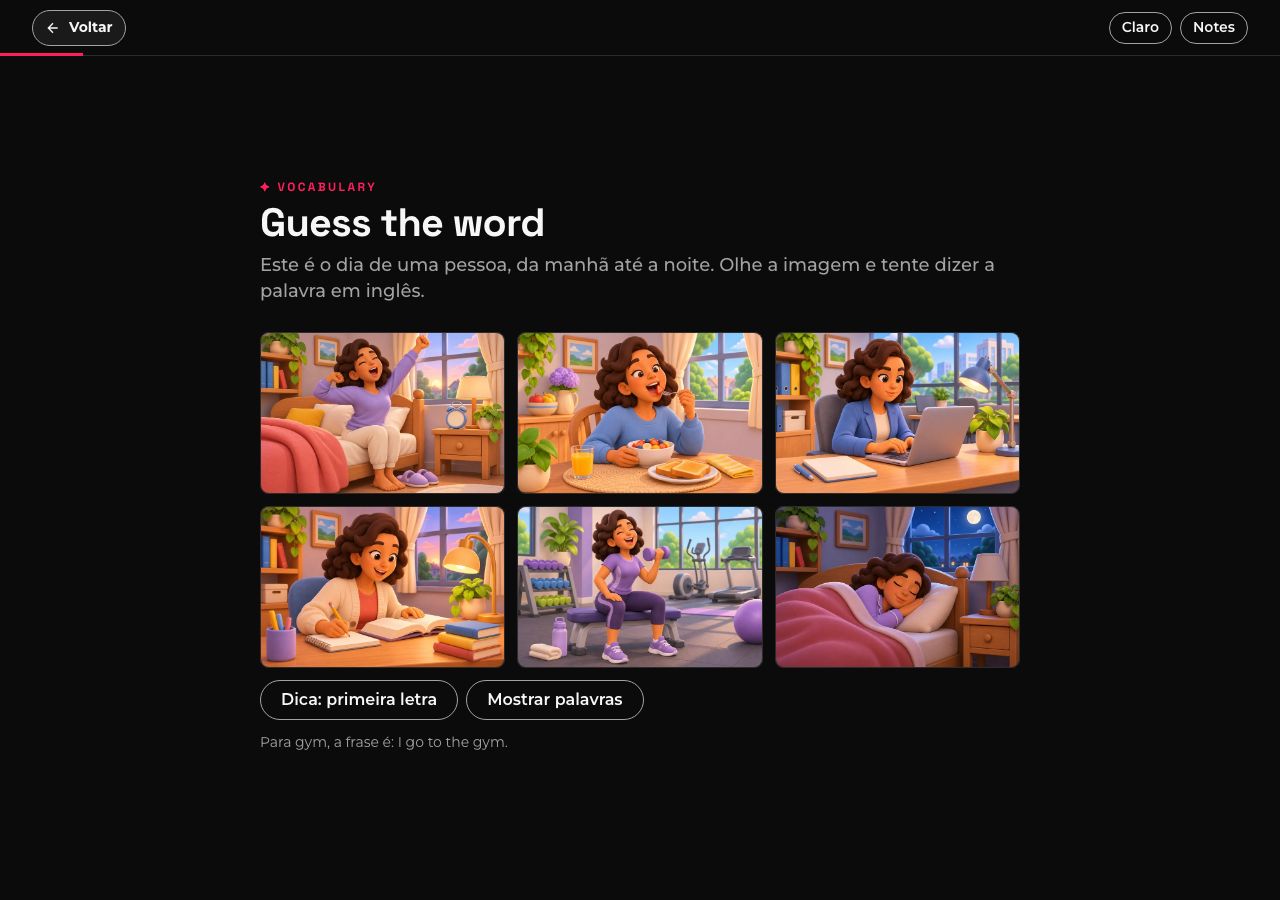 Voltar
Claro
Notes
VOCABULARY
Guess the word
Este é o dia de uma pessoa, da manhã até a noite. Olhe a imagem e tente dizer a
palavra em inglês.
Dica: primeira letra
Mostrar palavras
Para gym, a frase é: I go to the gym.